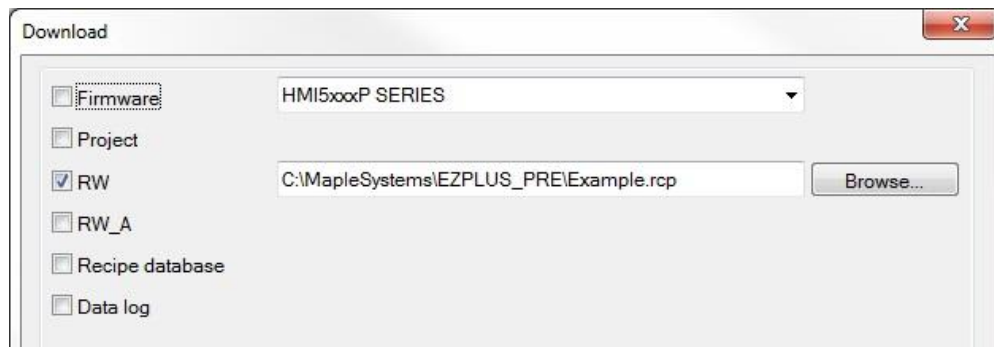 Download
Firmware HMI5xxxP SERIES
Project
RW C:\MapleSystems\EZPLUS_PRE\Example.rcp Browse...
RW_A
Recipe database
Data log